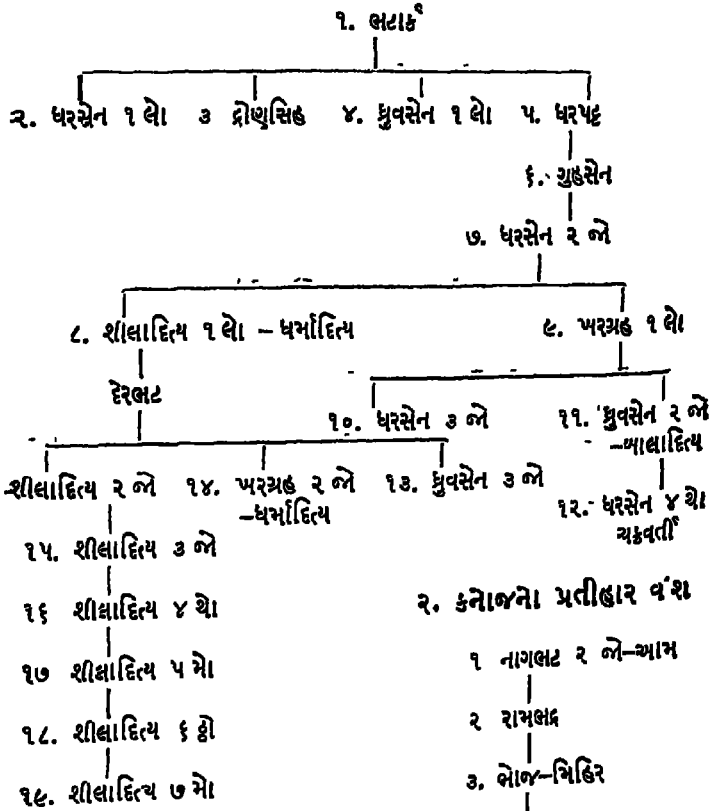 ૧. ભટાર્ક
૨. ધરસેન ૧ લો ૩ દ્રોણસિંહ ૪. ધ્રુવસેન ૧ લો ૫. ધરપટ્ટ
૬. ગુહસેન
૭. ધરસેન ૨ જો
૮. શીલાદિત્ય ૧ લો – ધર્માદિત્ય ૯. ખરગ્રહ ૧ લો
દેરભટ
૧૦. ધરસેન ૩ જો ૧૧. ધ્રુવસેન ૨ જો
–બાલાદિત્ય
શીલાદિત્ય ૨ જો ૧૪. ખરગ્રહ ૨ જો ૧૩. ધ્રુવસેન ૩ જો
–ધર્માદિત્ય
૧૨. ધરસેન ૪ થો
ચક્રવર્તી
૧૫. શીલાદિત્ય ૩ જો
૧૬ શીલાદિત્ય ૪ થો
૧૭ શીલાદિત્ય ૫ મો
૧૮. શીલાદિત્ય ૬ ઠ્ઠો
૧૯. શીલાદિત્ય ૭ મો
૨. કનોજનો પ્રતીહાર વંશ
૧ નાગભટ ૨ જો–આમ
૨ રામભદ્ર
૩. ભોજ–મિહિર